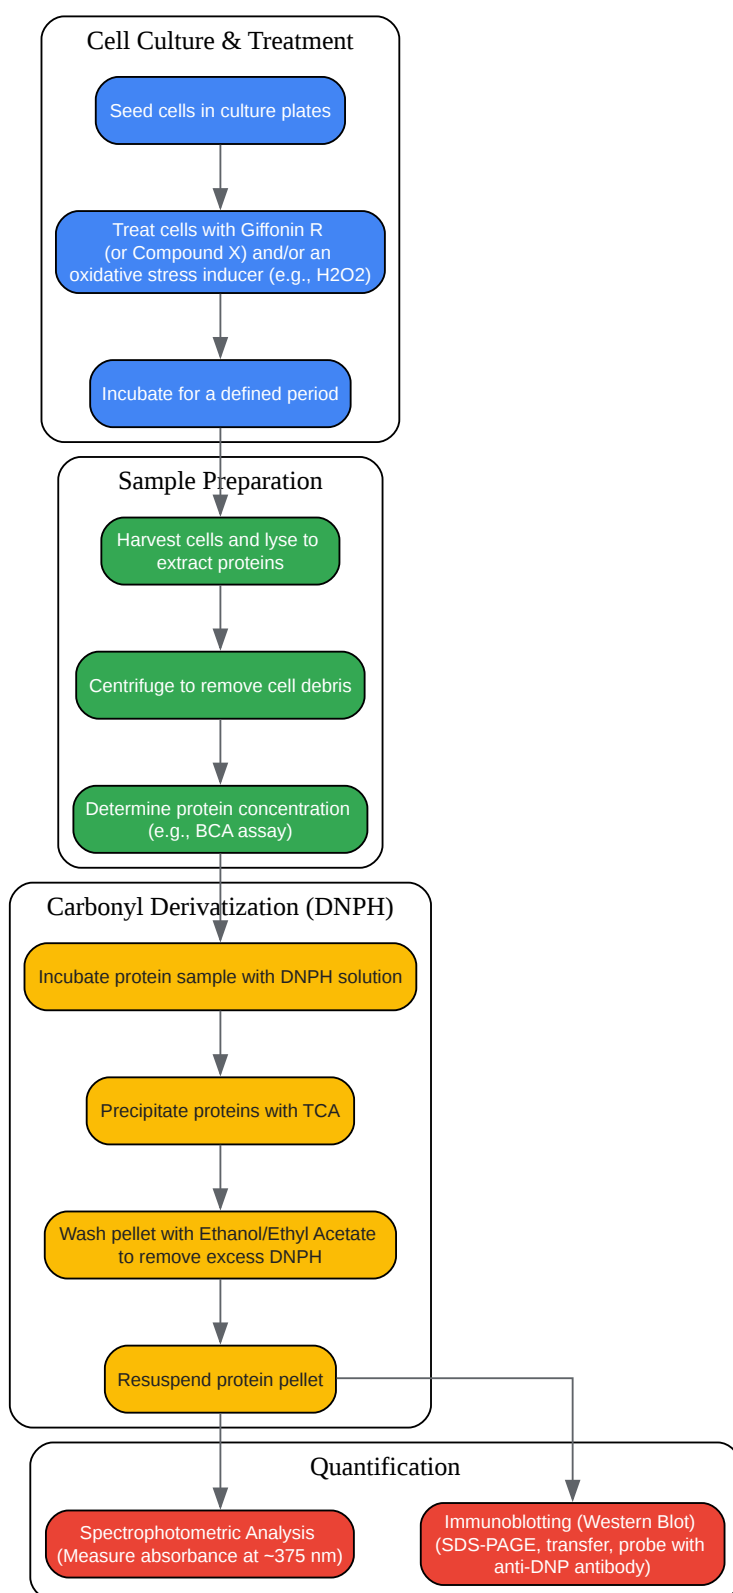 Cell Culture & Treatment
Seed cells in culture plates
Treat cells with Giffonin R
(or Compound X) and/or an
oxidative stress inducer (e.g., H2O2)
Incubate for a defined period
Sample Preparation
Harvest cells and lyse to
extract proteins
Centrifuge to remove cell debris
Determine protein concentration
(e.g., BCA assay)
Carbonyl Derivatization (DNPH)
Incubate protein sample with DNPH solution
Precipitate proteins with TCA
Wash pellet with Ethanol/Ethyl Acetate
to remove excess DNPH
Resuspend protein pellet
Quantification
Spectrophotometric Analysis
(Measure absorbance at ~375 nm)
Immunoblotting (Western Blot)
(SDS-PAGE, transfer, probe with
anti-DNP antibody)